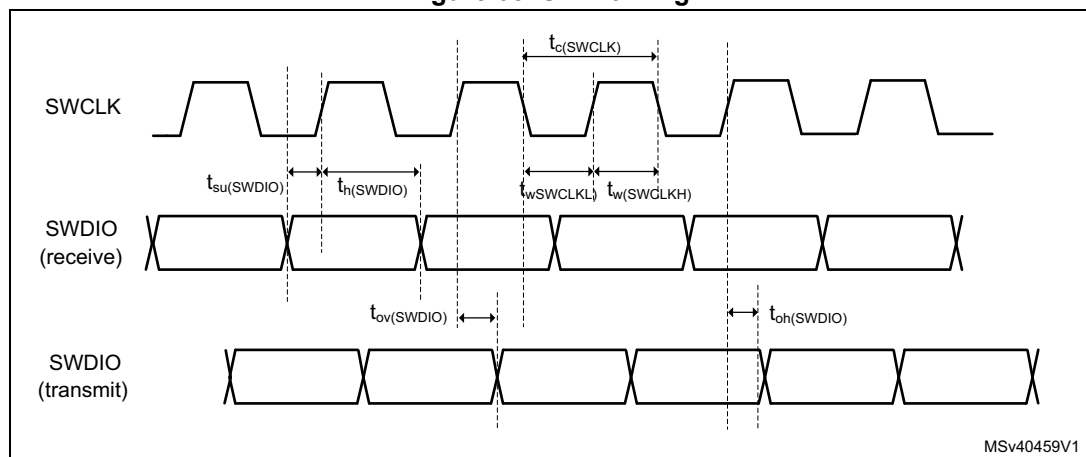 t_c(SWCLK)
SWCLK
t_su(SWDIO)
t_h(SWDIO)
t_wSWCLKL)
t_w(SWCLKH)
SWDIO
(receive)
t_ov(SWDIO)
t_oh(SWDIO)
SWDIO
(transmit)
MSv40459V1